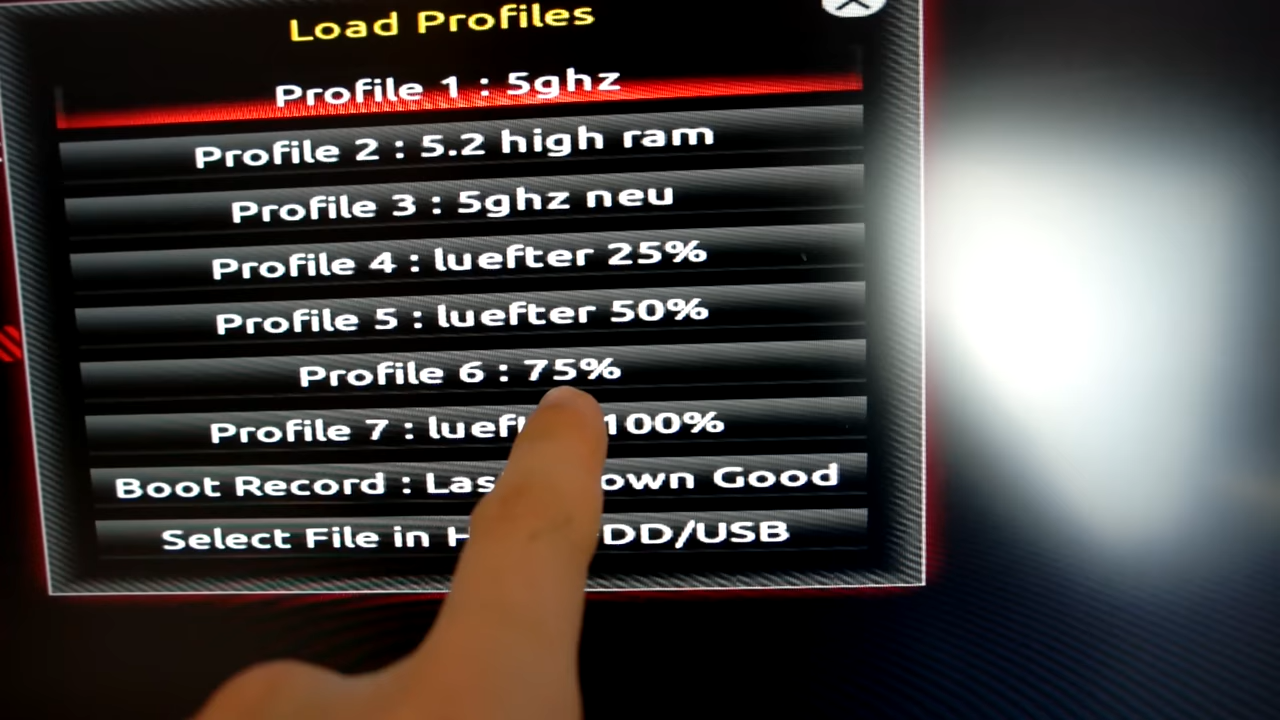 Load Profiles
Profile 1 : 5ghz
Profile 2 : 5.2 high ram
Profile 3 : 5ghz neu
Profile 4 : luefter 25%
Profile 5 : luefter 50%
Profile 6 : 75%
Profile 7 : 100%
Boot Record : Good
Select File in DD/USB